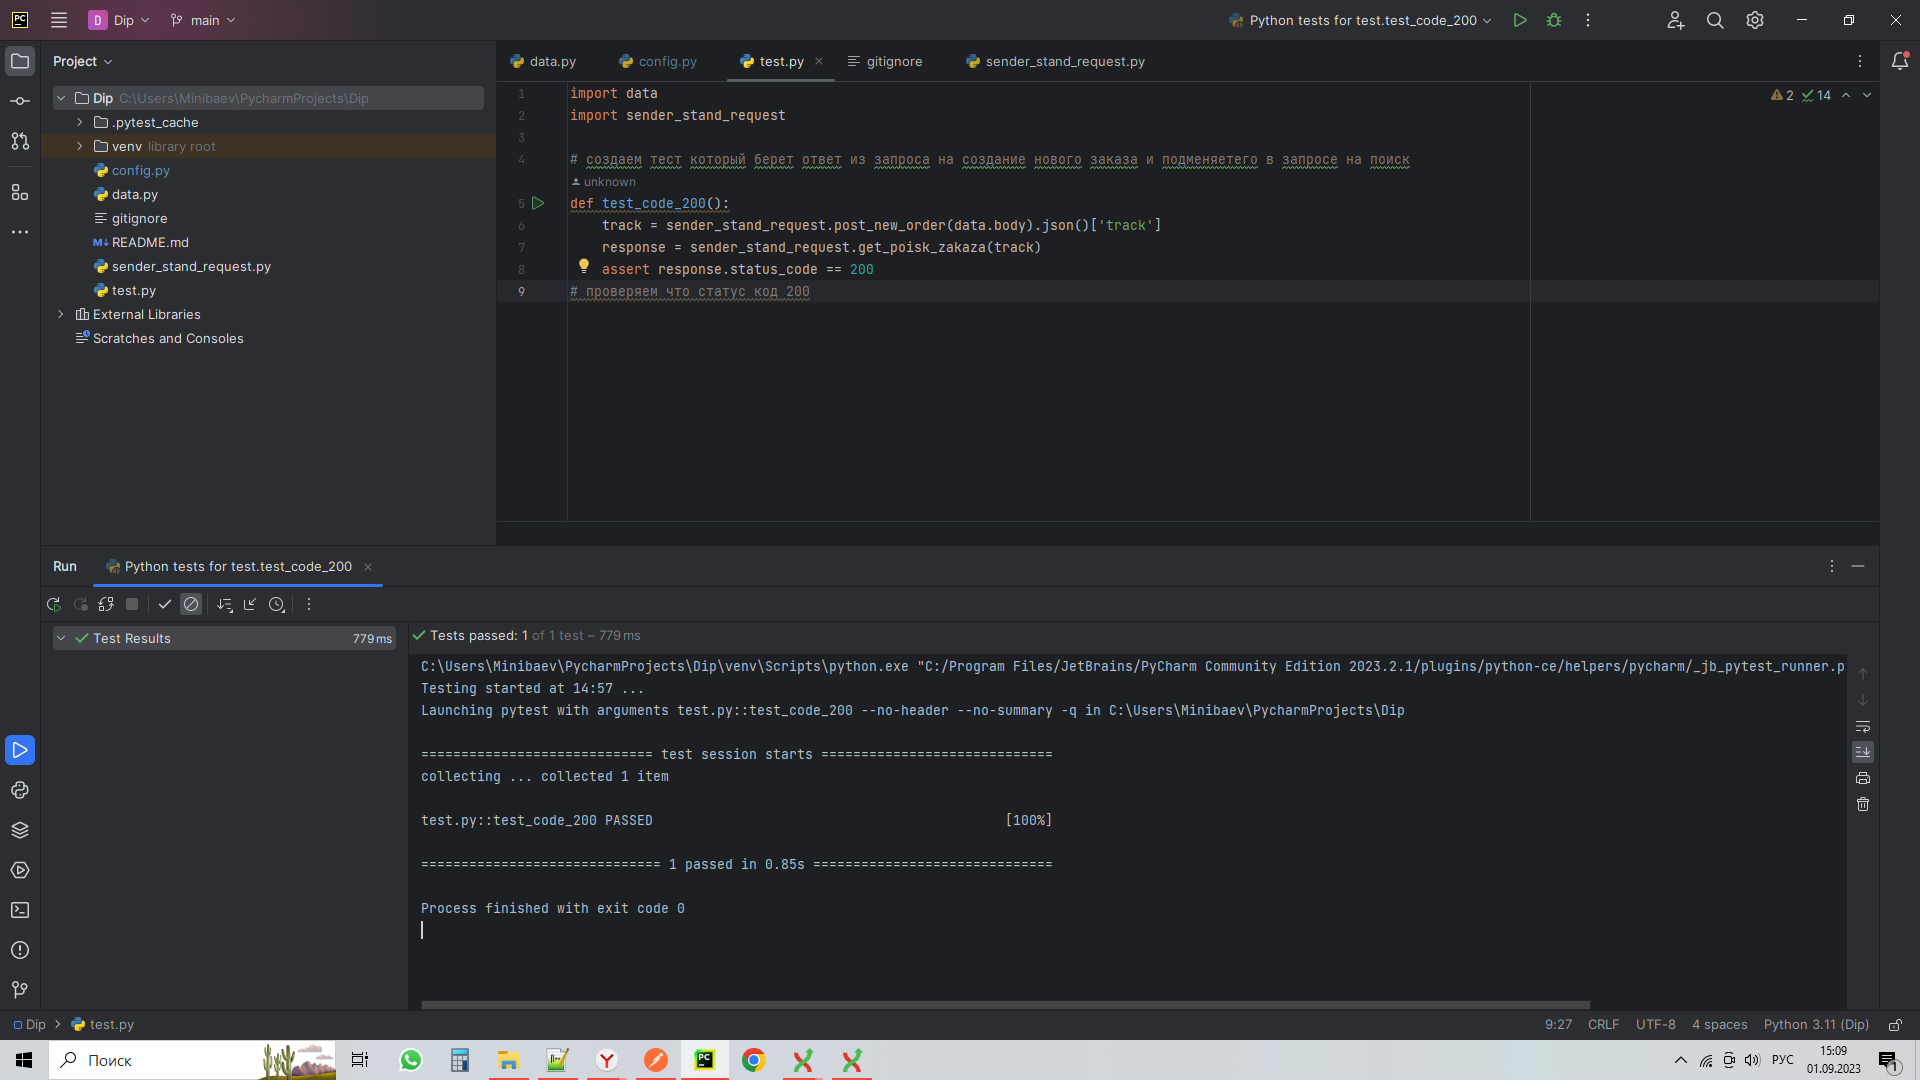 PC
D Dip
main
Python tests for test.test_code_200
Project
Dip C:\Users\Minibaev\PycharmProjects\Dip
.pytest_cache
venv library root
config.py
data.py
gitignore
M↓ README.md
sender_stand_request.py
test.py
External Libraries
Scratches and Consoles
data.py
config.py
test.py
gitignore
sender_stand_request.py
2 14
1 import data
2 import sender_stand_request
3
4 # создаем тест который берет ответ из запроса на создание нового заказа и подменяетего в запросе на поиск
unknown
5 def test_code_200():
6 track = sender_stand_request.post_new_order(data.body).json()['track']
7 response = sender_stand_request.get_poisk_zakaza(track)
8 assert response.status_code == 200
9 # проверяем что статус код 200
Run
Python tests for test.test_code_200
Test Results 779 ms
Tests passed: 1 of 1 test – 779 ms
C:\Users\Minibaev\PycharmProjects\Dip\venv\Scripts\python.exe "C:/Program Files/JetBrains/PyCharm Community Edition 2023.2.1/plugins/python-ce/helpers/pycharm/_jb_pytest_runner.p
Testing started at 14:57 ...
Launching pytest with arguments test.py::test_code_200 --no-header --no-summary -q in C:\Users\Minibaev\PycharmProjects\Dip
============================= test session starts =============================
collecting ... collected 1 item
test.py::test_code_200 PASSED [100%]
============================== 1 passed in 0.85s ==============================
Process finished with exit code 0
Dip > test.py
9:27 CRLF UTF-8 4 spaces Python 3.11 (Dip)
Поиск
PC
РУС
15:09
01.09.2023
1